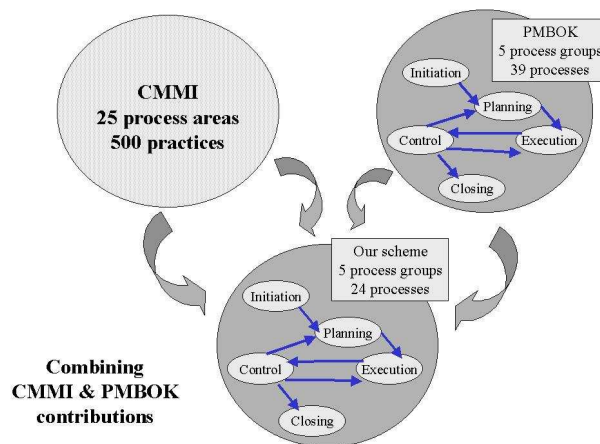 CMMI
25 process areas
500 practices
PMBOK
5 process groups
39 processes
Initiation
Planning
Control
Execution
Closing
Our scheme
5 process groups
24 processes
Initiation
Planning
Control
Execution
Closing
Combining
CMMI & PMBOK
contributions